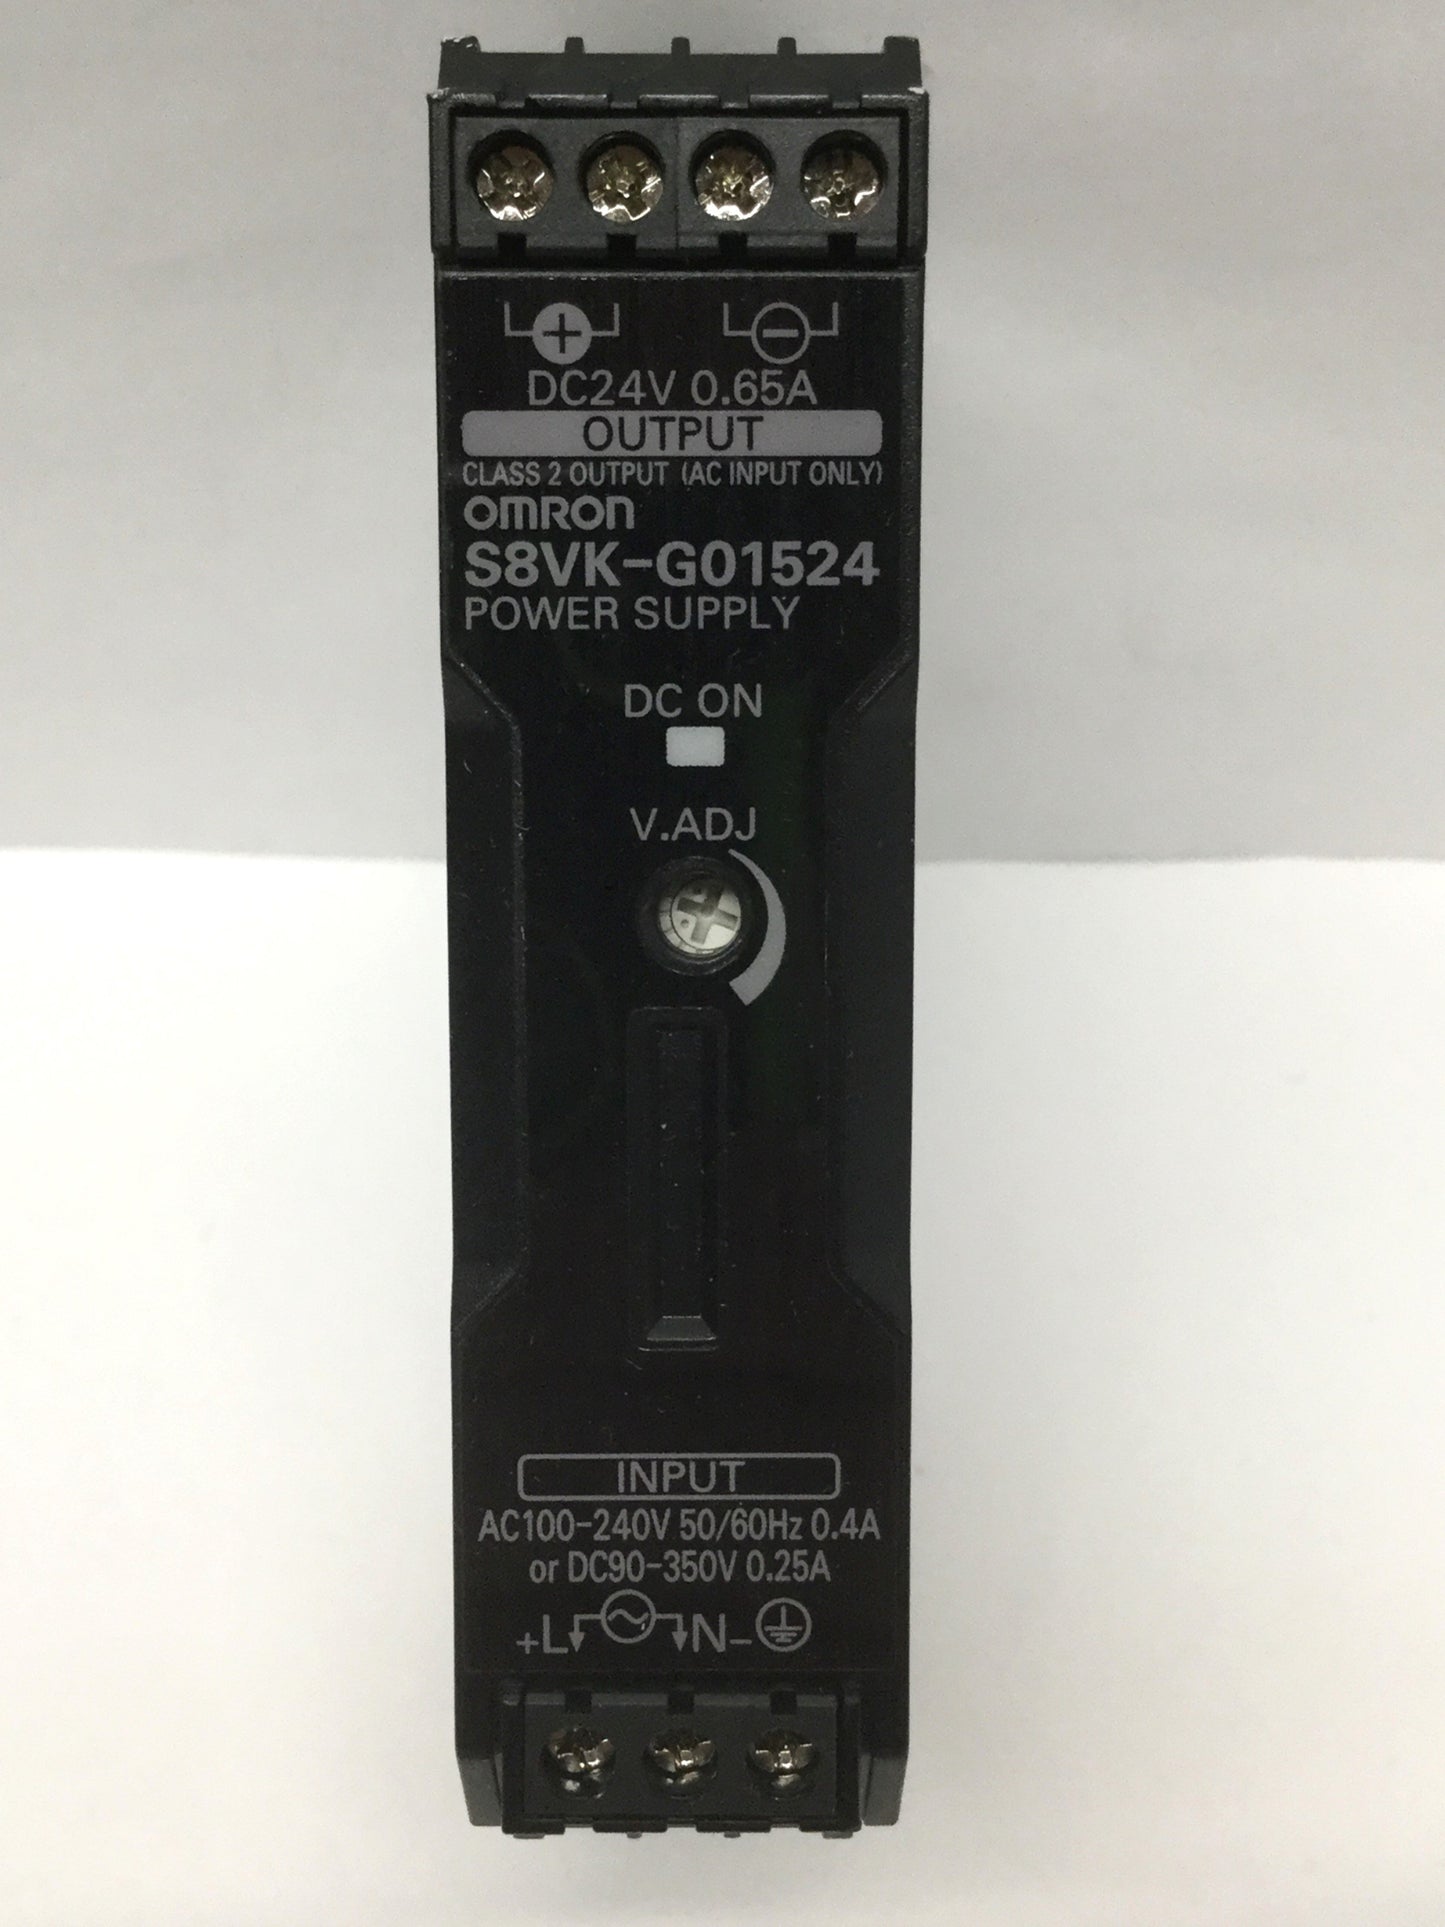 + −
DC24V 0.65A
OUTPUT
CLASS 2 OUTPUT (AC INPUT ONLY)
OMRON
S8VK-G01524
POWER SUPPLY
DC ON
V.ADJ
INPUT
AC100-240V 50/60Hz 0.4A
or DC90-350V 0.25A
+L N-